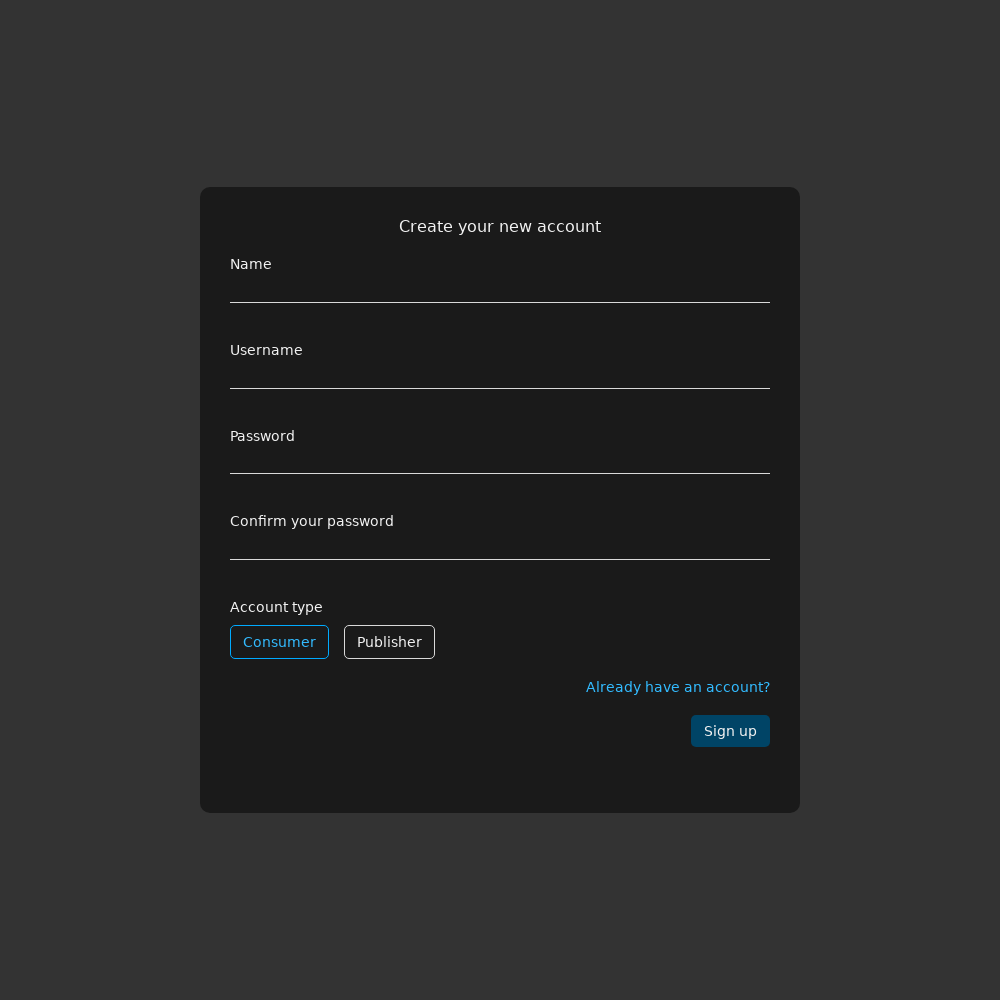 Create your new account
Name
Username
Password
Confirm your password
Account type
Consumer Publisher
Already have an account?
Sign up